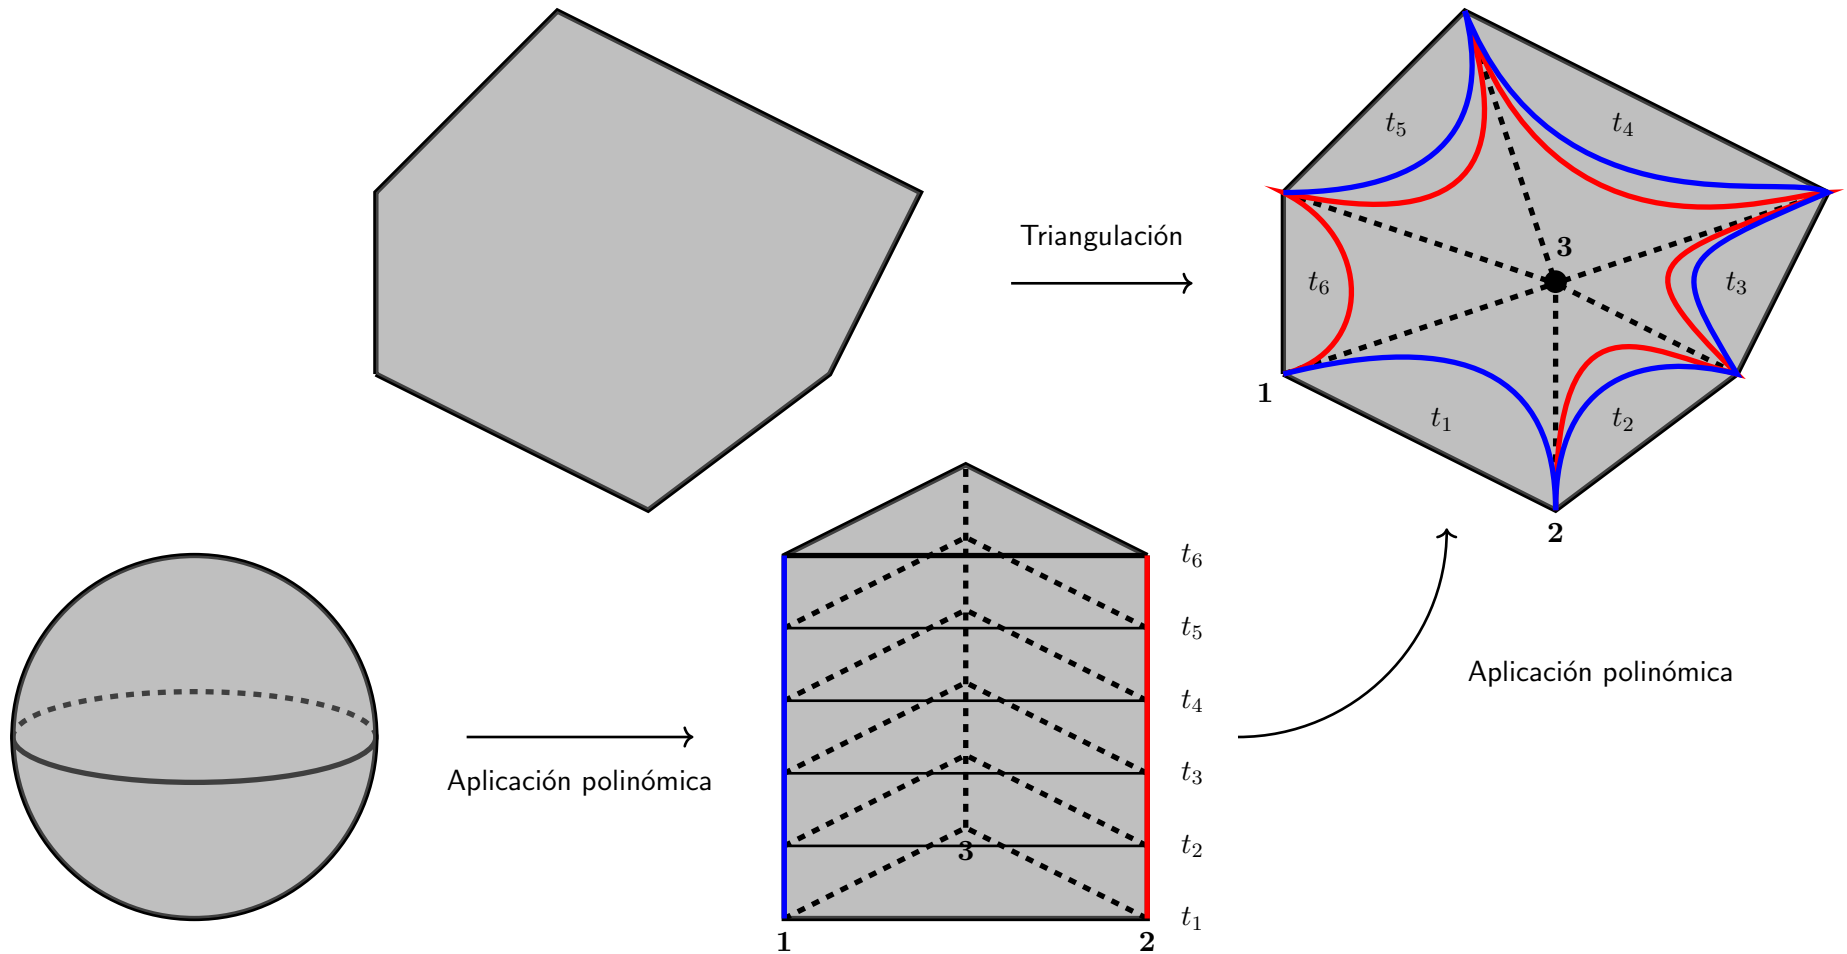 t₅
t₄
Triangulación
3
t₆
t₃
1
t₁
t₂
2
t₆
t₅
Aplicación polinómica
t₄
Aplicación polinómica
t₃
3
t₂
t₁
1
2